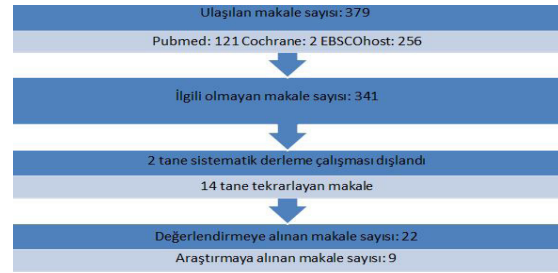 Ulaşılan makale sayısı: 379
Pubmed: 121 Cochrane: 2 EBSCOhost: 256
İlgili olmayan makale sayısı: 341
2 tane sistematik derleme çalışması dışlandı
14 tane tekrarlayan makale
Değerlendirmeye alınan makale sayısı: 22
Araştırmaya alınan makale sayısı: 9